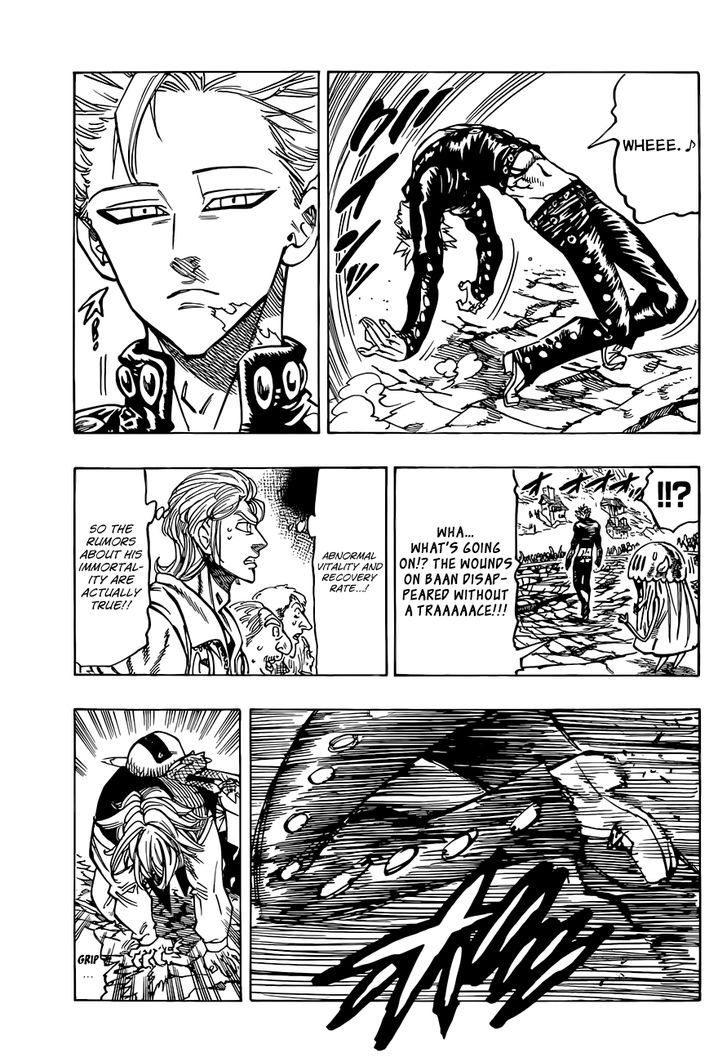 WHEEE.♪
!!?
WHA...
WHAT'S GOING
ON!? THE WOUNDS
ON BAAN DISAP-
PEARED WITHOUT
A TRAAAAACE!!!
ABNORMAL
VITALITY AND
RECOVERY
RATE...!
SO THE
RUMORS
ABOUT HIS
IMMORTAL-
ITY ARE
ACTUALLY
TRUE!!
GRIP
...